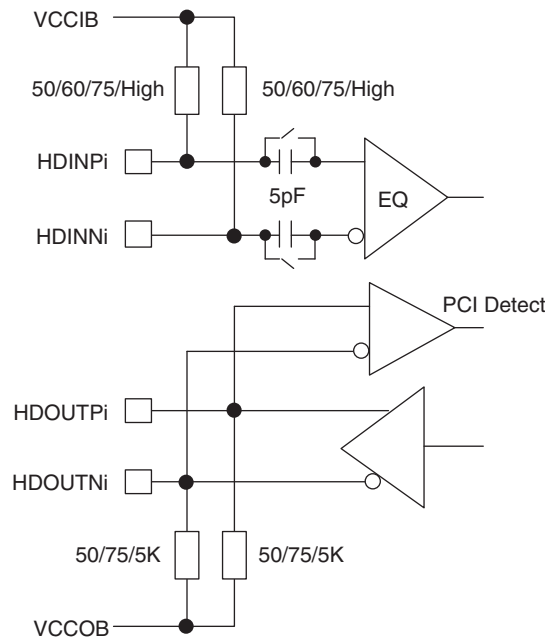 VCCIB
50/60/75/High
50/60/75/High
HDINPi
5pF
EQ
HDINNi
PCI Detect
HDOUTPi
HDOUTNi
50/75/5K
50/75/5K
VCCOB